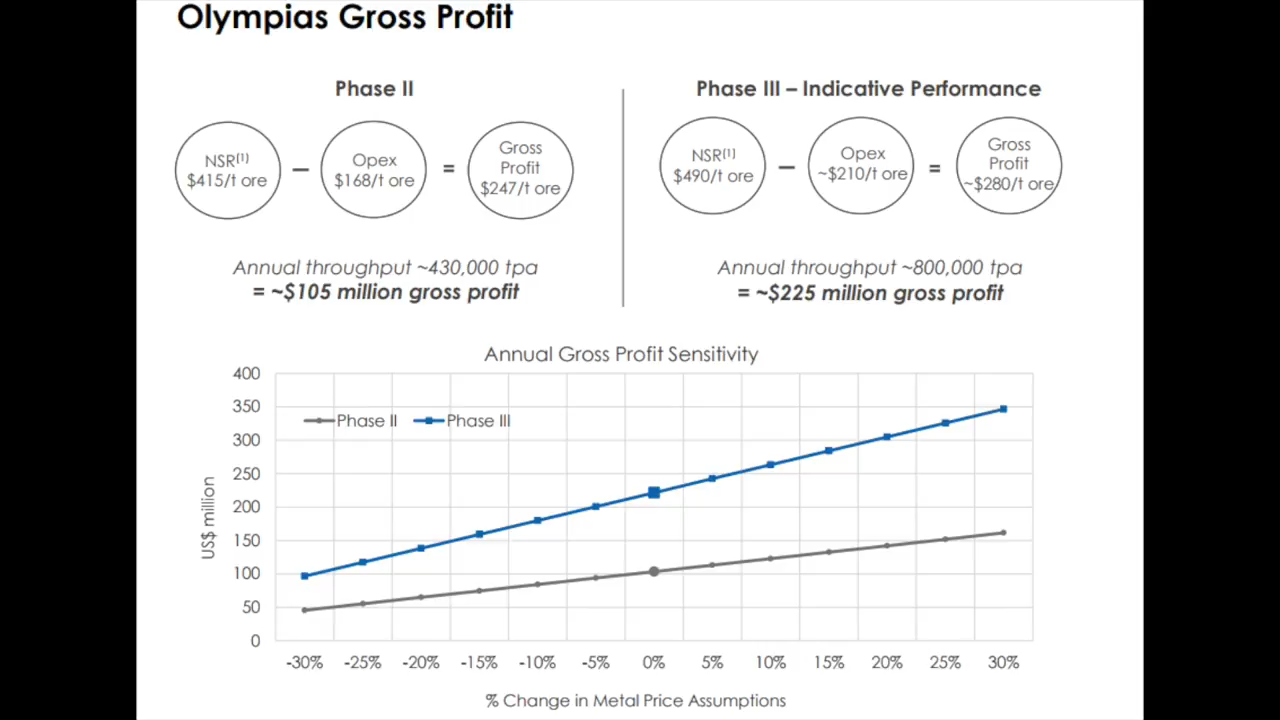 Olympias Gross Profit
Phase II
NSR(1)
$415/t ore
–
Opex
$168/t ore
=
Gross
Profit
$247/t ore
Annual throughput ~430,000 tpa
= ~$105 million gross profit
Phase III – Indicative Performance
NSR(1)
$490/t ore
–
Opex
~$210/t ore
=
Gross
Profit
~$280/t ore
Annual throughput ~800,000 tpa
= ~$225 million gross profit
Annual Gross Profit Sensitivity
Phase II
Phase III
US$ million
400
350
300
250
200
150
100
50
0
-30% -25% -20% -15% -10% -5% 0% 5% 10% 15% 20% 25% 30%
% Change in Metal Price Assumptions